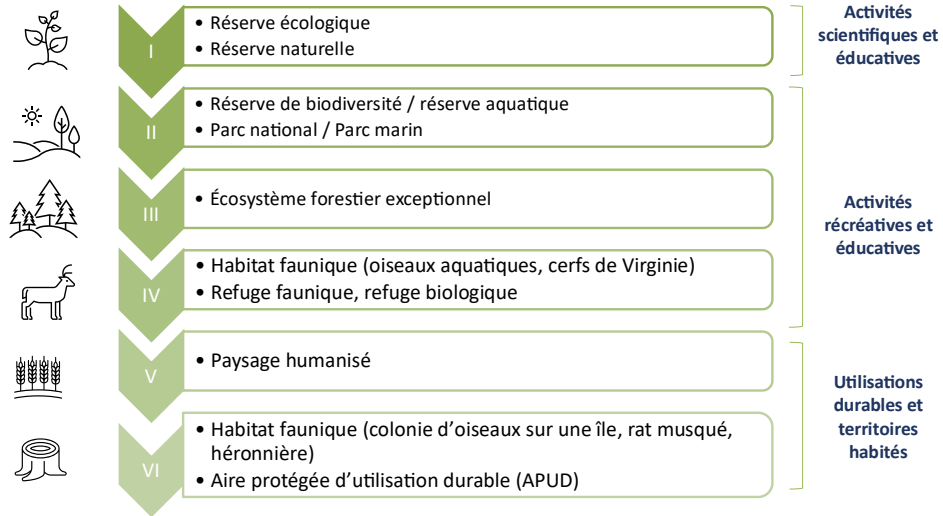 I
• Réserve écologique
• Réserve naturelle
Activités
scientifiques et
éducatives
II
• Réserve de biodiversité / réserve aquatique
• Parc national / Parc marin
III
• Écosystème forestier exceptionnel
Activités
récréatives et
éducatives
IV
• Habitat faunique (oiseaux aquatiques, cerfs de Virginie)
• Refuge faunique, refuge biologique
V
• Paysage humanisé
VI
• Habitat faunique (colonie d'oiseaux sur une île, rat musqué,
héronnière)
• Aire protégée d'utilisation durable (APUD)
Utilisations
durables et
territoires
habités